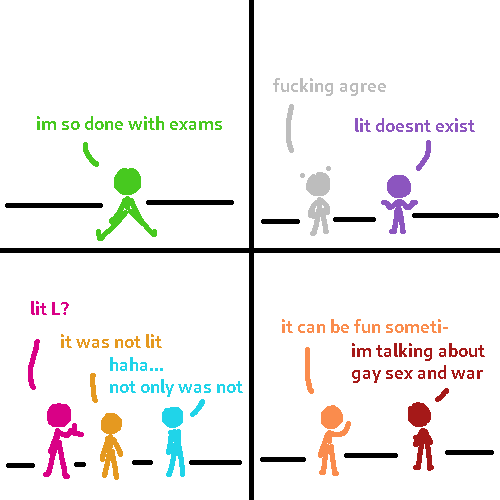 im so done with exams
fucking agree
lit doesnt exist
lit L?
it was not lit
haha...
not only was not
it can be fun someti-
im talking about
gay sex and war